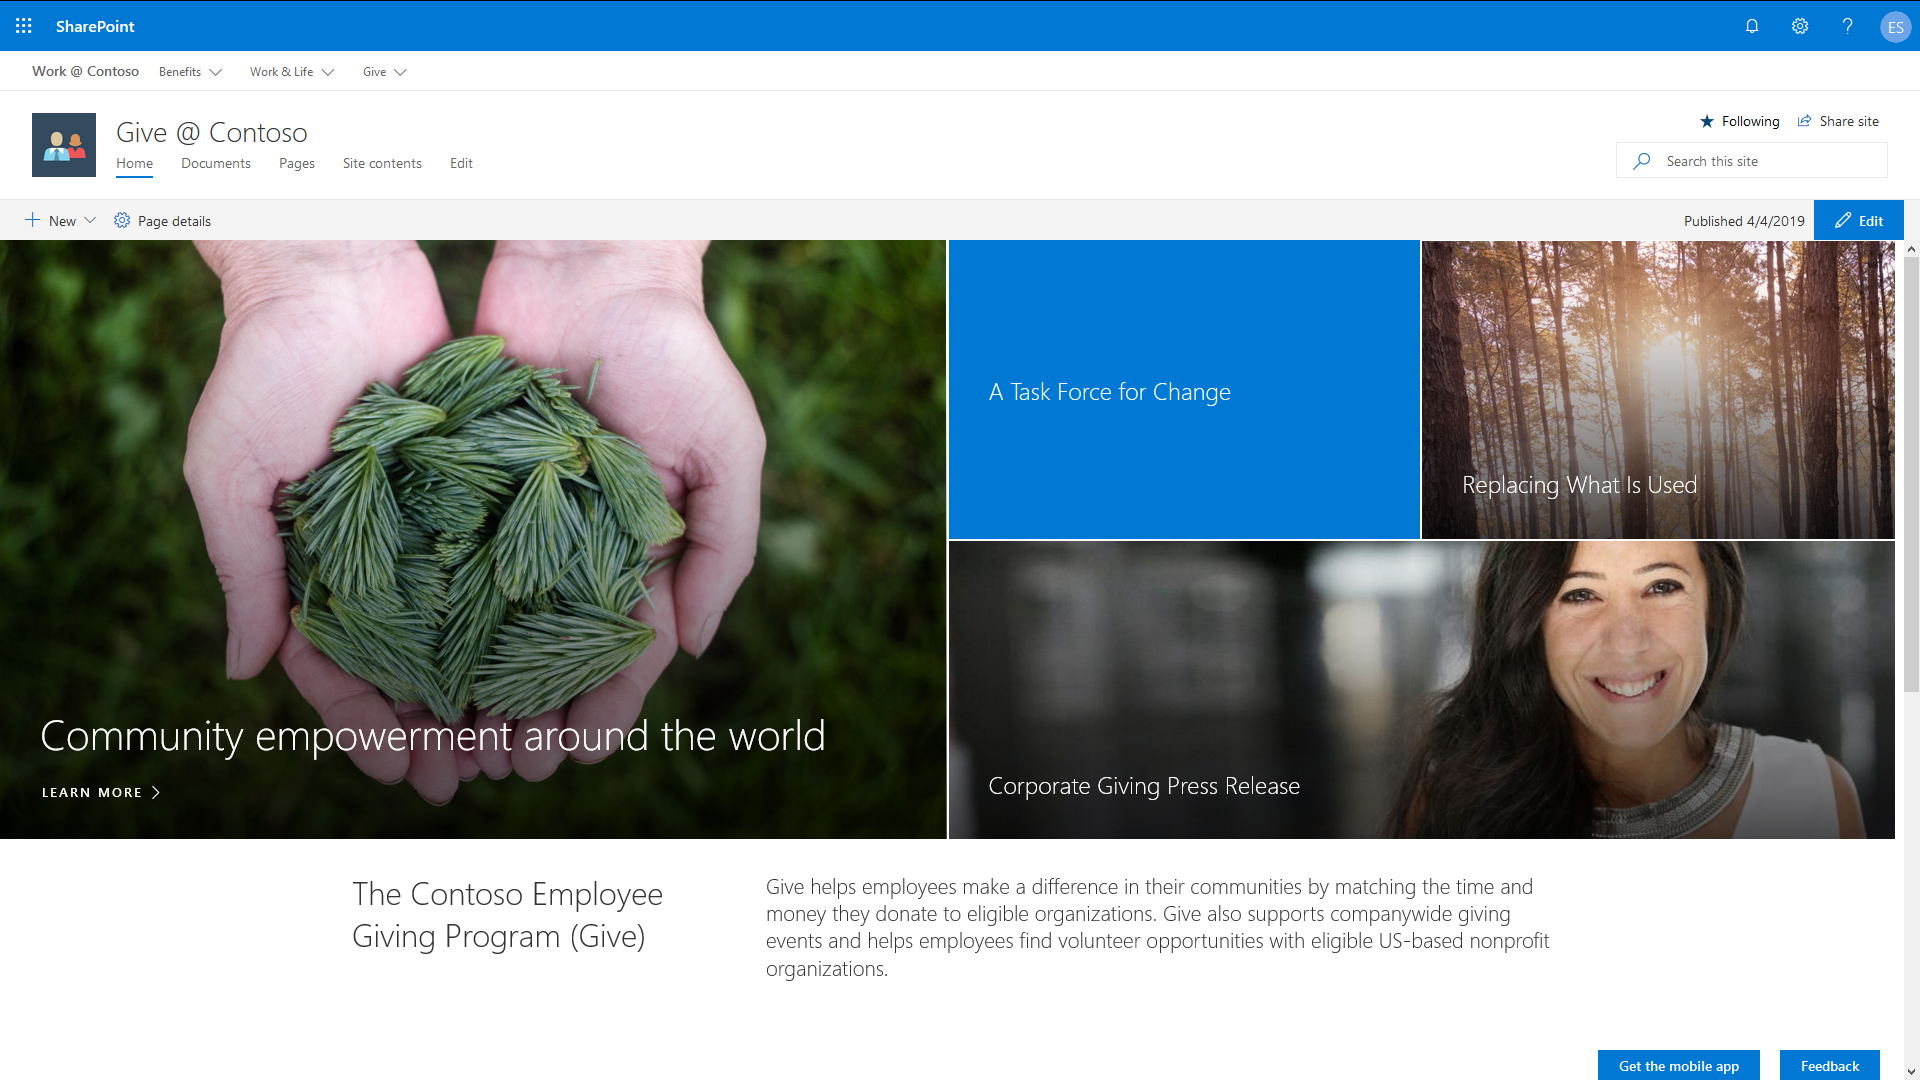 SharePoint
ES
Work @ Contoso
Benefits
Work & Life
Give
Give @ Contoso
Following
Share site
Home
Documents
Pages
Site contents
Edit
Search this site
New
Page details
Published 4/4/2019
Edit
A Task Force for Change
Replacing What Is Used
Community empowerment around the world
LEARN MORE
Corporate Giving Press Release
The Contoso Employee
Giving Program (Give)
Give helps employees make a difference in their communities by matching the time and
money they donate to eligible organizations. Give also supports companywide giving
events and helps employees find volunteer opportunities with eligible US-based nonprofit
organizations.
Get the mobile app
Feedback